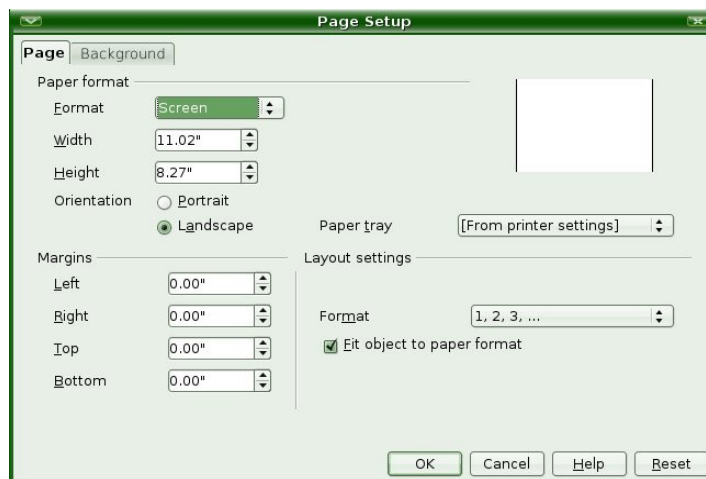 Page Setup
Page Background
Paper format
Format Screen
Width 11.02"
Height 8.27"
Orientation Portrait
Landscape Paper tray [From printer settings]
Margins Layout settings
Left 0.00"
Right 0.00" Format 1, 2, 3, ...
Top 0.00" Fit object to paper format
Bottom 0.00"
OK Cancel Help Reset